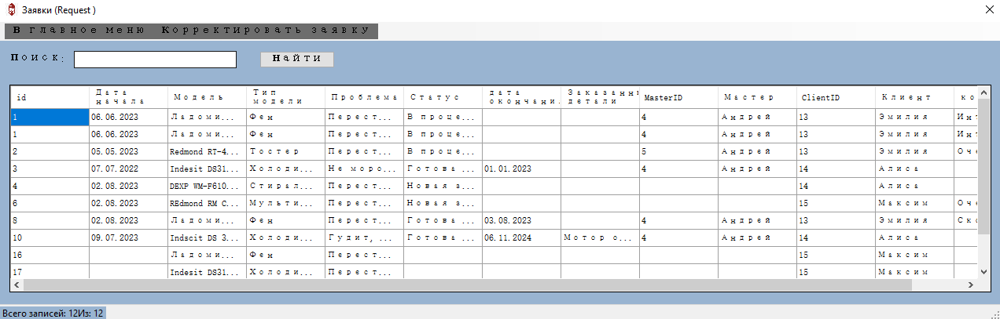 Заявки (Request )
В главное меню Корректировать заявку
Поиск: Найти
id Дата начала Модель Тип модели Проблема Статус дата окончани. Заказанн детали MasterID Мастер ClientID Клиент ко
1 06.06.2023 Ладоми... Фен Перест... В проце... 4 Андрей 13 Эмилия Инт
1 06.06.2023 Ладоми... Фен Перест... В проце... 4 Андрей 13 Эмилия Инт
2 05.05.2023 Redmond RT-4... Тостер Перест... В проце... 5 Андрей 13 Эмилия Оче
3 07.07.2022 Indesit DS31... Холоди... Не моро... Готова ... 01.01.2023 4 Андрей 14 Алиса
4 02.08.2023 DEXP WM-F610... Стирал... Перест... Новая з... 14 Алиса
6 02.08.2023 REdmond RM C... Мульти... Перест... Новая з... 15 Максим Оче
8 02.08.2023 Ладоми... Фен Перест... Готова ... 03.08.2023 4 Андрей 13 Эмилия Ско
10 09.07.2023 Indscit DS 3... Холоди... Гудит, ... Готова ... 06.11.2024 Мотор о... 4 Андрей 14 Алиса
16 Ладоми... Фен Перест... 15 Максим
17 Indesit DS31... Холоди... Перест... 15 Максим
Всего записей: 12Из: 12